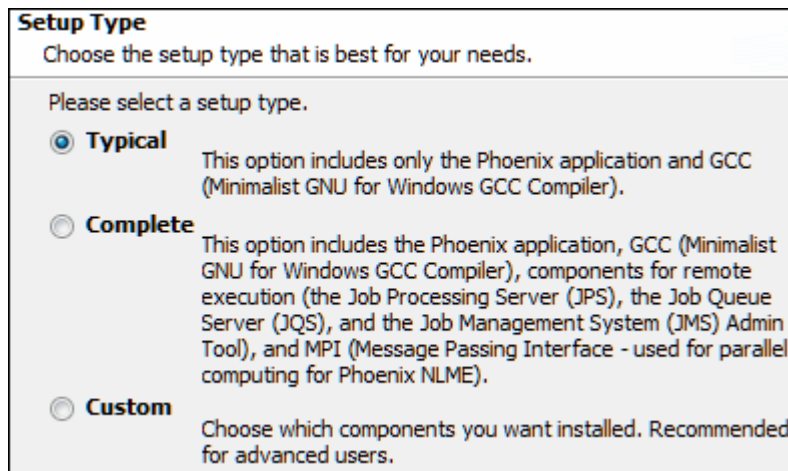 Setup Type
Choose the setup type that is best for your needs.
Please select a setup type.
Typical
This option includes only the Phoenix application and GCC
(Minimalist GNU for Windows GCC Compiler).
Complete
This option includes the Phoenix application, GCC (Minimalist
GNU for Windows GCC Compiler), components for remote
execution (the Job Processing Server (JPS), the Job Queue
Server (JQS), and the Job Management System (JMS) Admin
Tool), and MPI (Message Passing Interface - used for parallel
computing for Phoenix NLME).
Custom
Choose which components you want installed. Recommended
for advanced users.